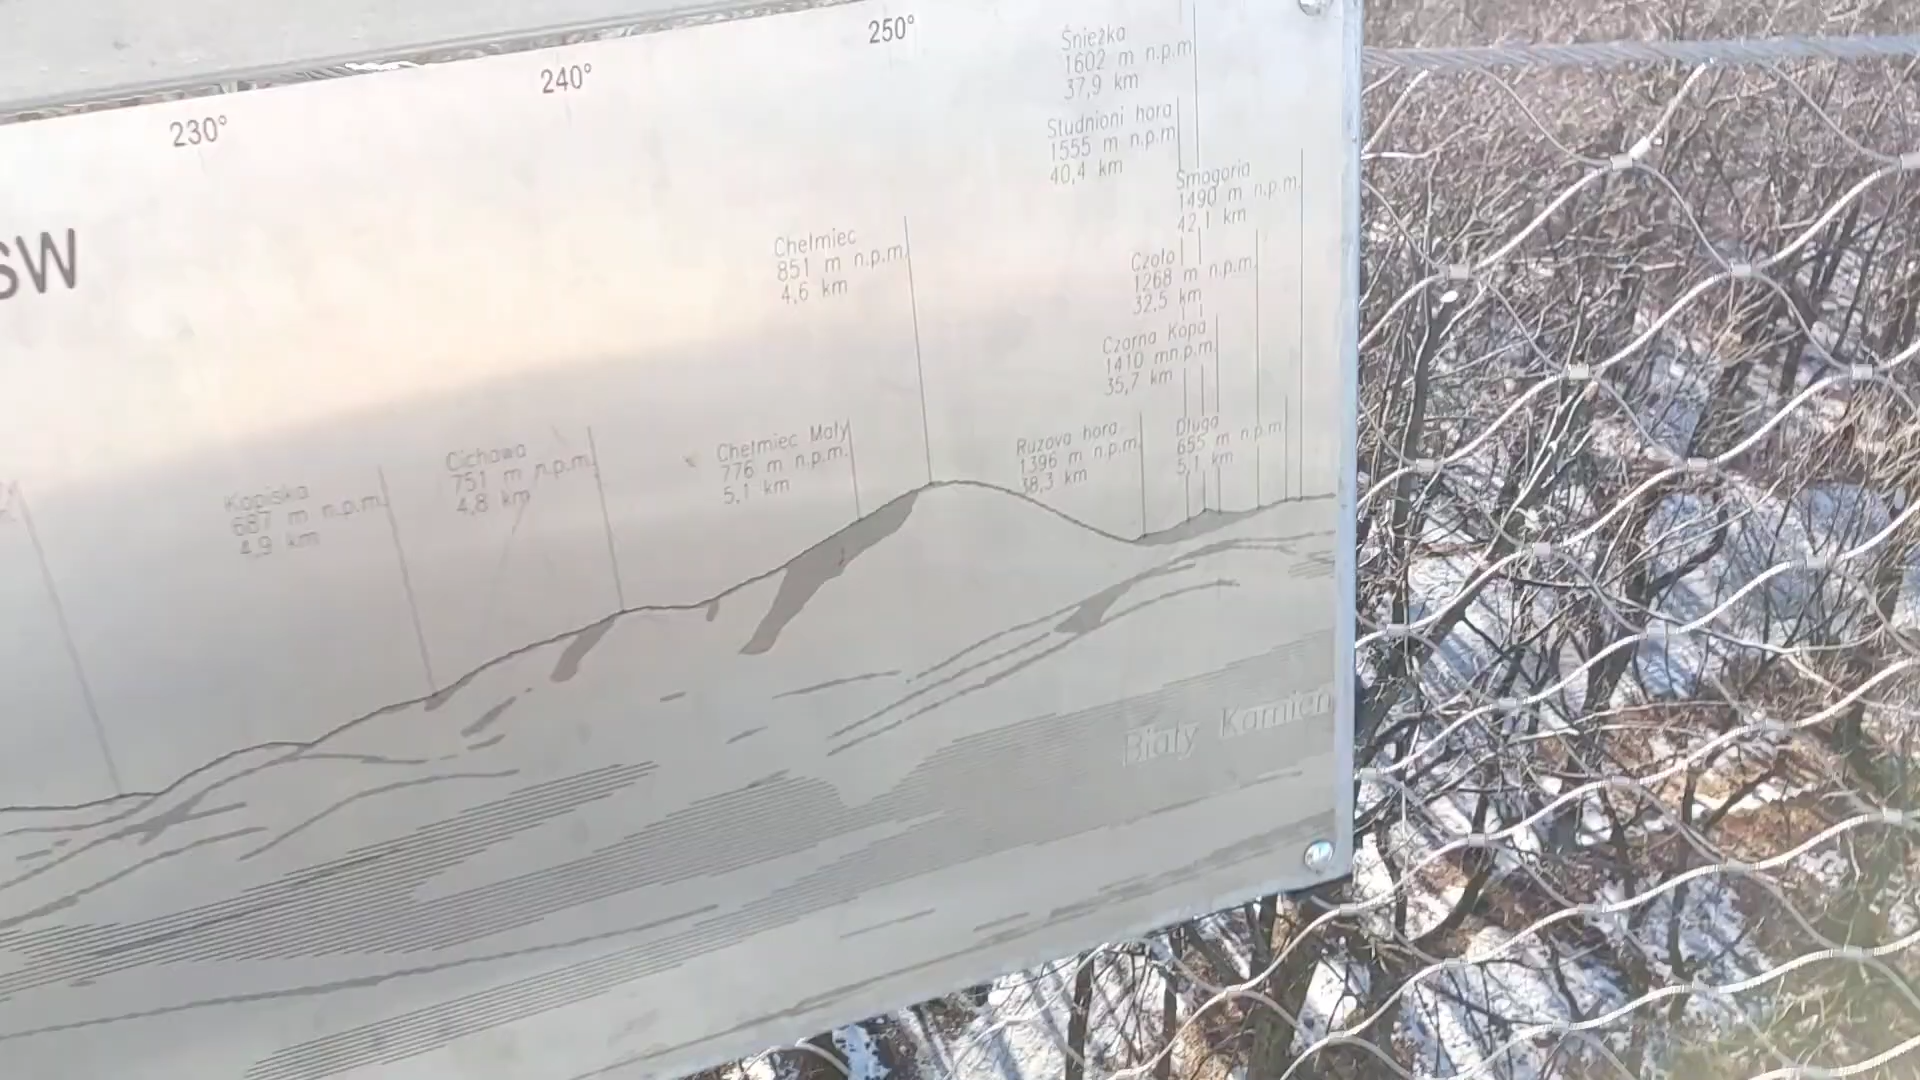 230°
240°
250°
SW
Kopiska
687 m n.p.m.
4,9 km
Cichowa
751 m n.p.m.
4,8 km
Chełmiec Mały
776 m n.p.m.
5,1 km
Chełmiec
851 m n.p.m.
4,6 km
Śnieżka
1602 m n.p.m
37,9 km
Studnioni hora
1555 m n.p.m
40,4 km
Smogoria
1490 m n.p.m.
42,1 km
Czoło
1268 m n.p.m.
32,5 km
Czarna Kopa
1410 mn.p.m.
35,7 km
Ruzova hora
1396 m n.p.m.
38,3 km
Długa
655 m n.p.m.
5,1 km
Biały Kamień